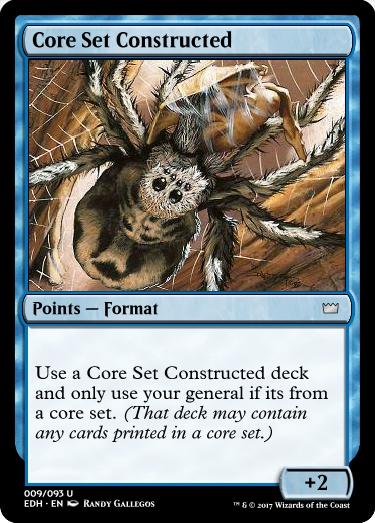 Core Set Constructed
Points — Format
Use a Core Set Constructed deck
and only use your general if its from
a core set. (That deck may contain
any cards printed in a core set.)
+2
009/093 U
EDH · EN RANDY GALLEGOS
™ & © 2017 Wizards of the Coast